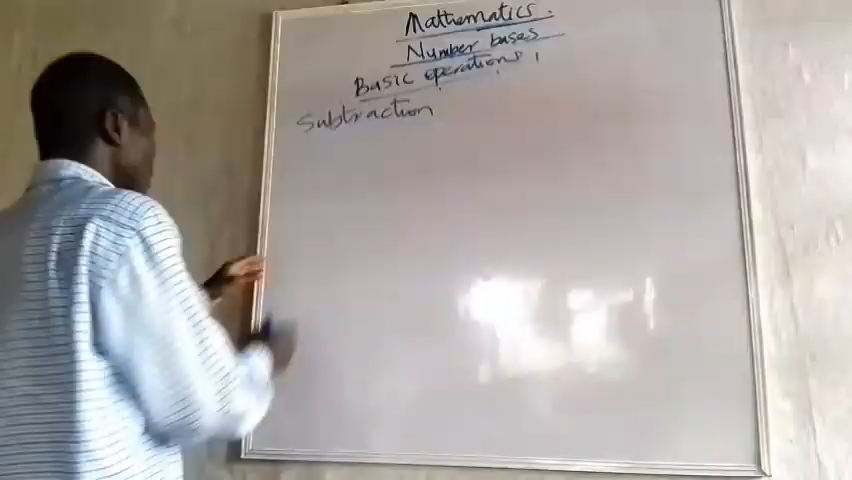 Mathematics.
Number bases
Basic operations!
Subtraction